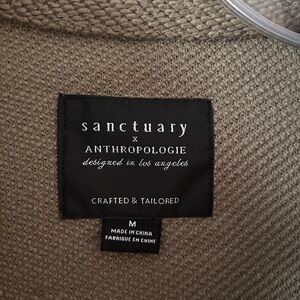 sanctuary
x
ANTHROPOLOGIE
designed in los angeles
CRAFTED & TAILORED
M
MADE IN CHINA
FABRIQUÉ EN CHINE